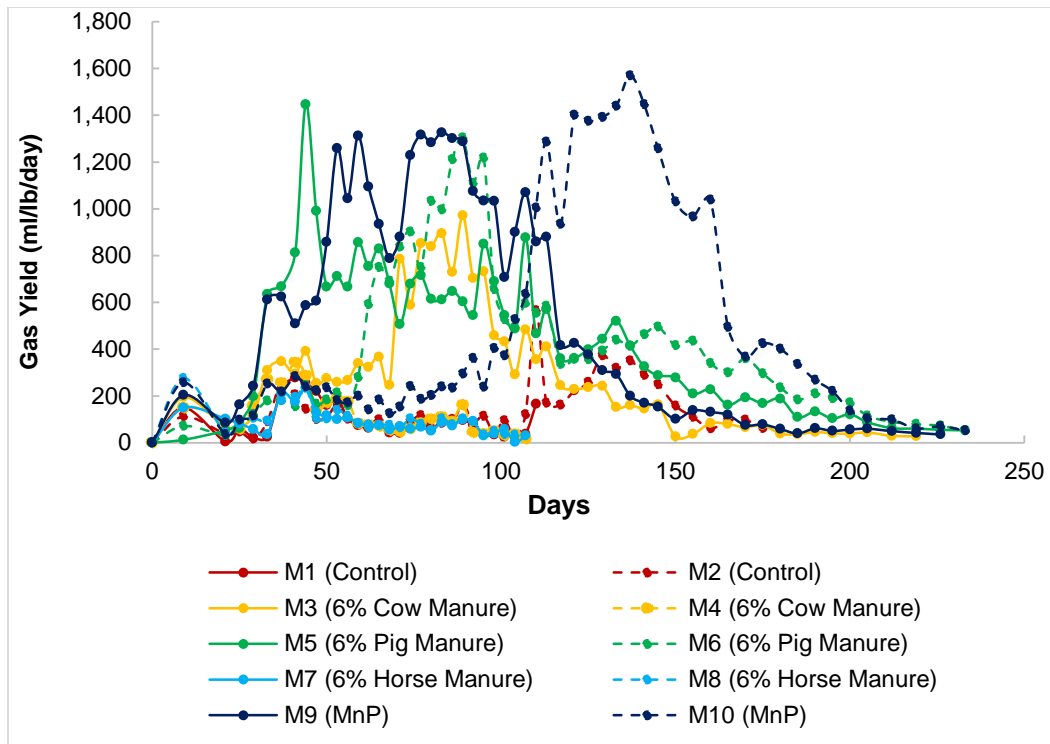 1,800
1,600
1,400
1,200
1,000
800
600
400
200
0
Gas Yield (ml/lb/day)
0 50 100 150 200 250
Days
M1 (Control) M2 (Control)
M3 (6% Cow Manure) M4 (6% Cow Manure)
M5 (6% Pig Manure) M6 (6% Pig Manure)
M7 (6% Horse Manure) M8 (6% Horse Manure)
M9 (MnP) M10 (MnP)